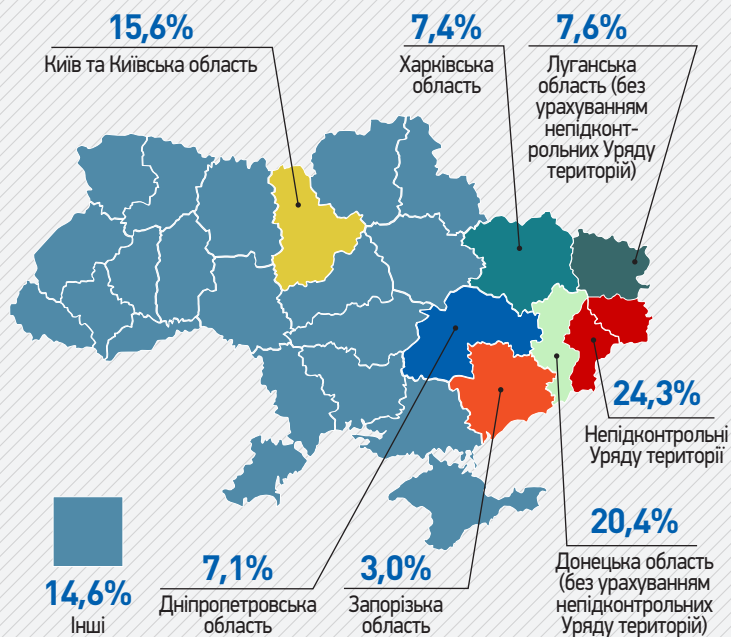 15,6%
Київ та Київська область
7,4%
Харківська
область
7,6%
Луганська
область (без
урахуванням
непідконт-
рольних Уряду
територій)
24,3%
Непідконтрольні
Уряду території
20,4%
Донецька область
(без урахуванням
непідконтрольних
Уряду територій)
3,0%
Запорізька
область
7,1%
Дніпропетровська
область
14,6%
Інші